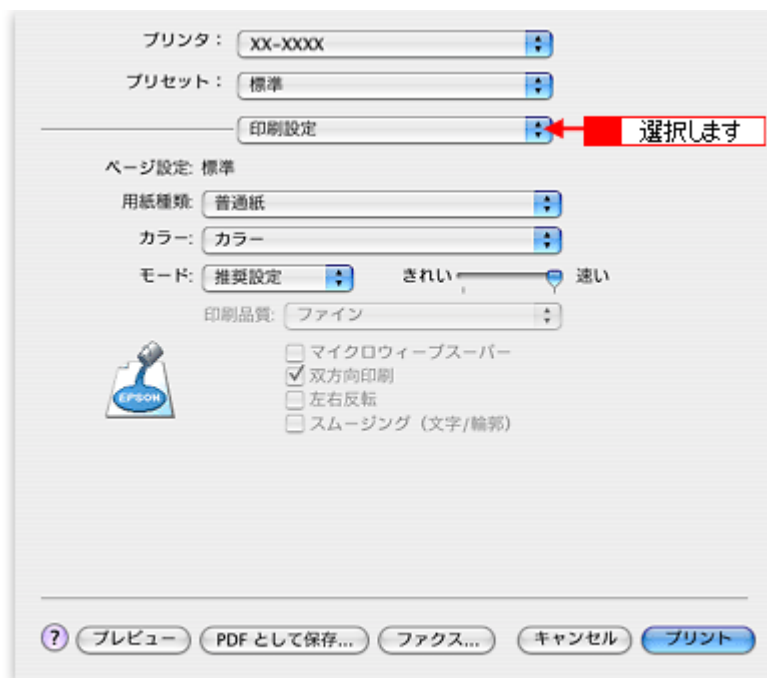 プリンタ： XX-XXXX
プリセット： 標準
印刷設定 選択します
ページ設定: 標準
用紙種類: 普通紙
カラー: カラー
モード: 推奨設定 きれい 速い
印刷品質: ファイン
マイクロウィーブスーパー
双方向印刷
EPSON
左右反転
スムージング（文字/輪郭）
? プレビュー PDF として保存... ファクス... キャンセル プリント